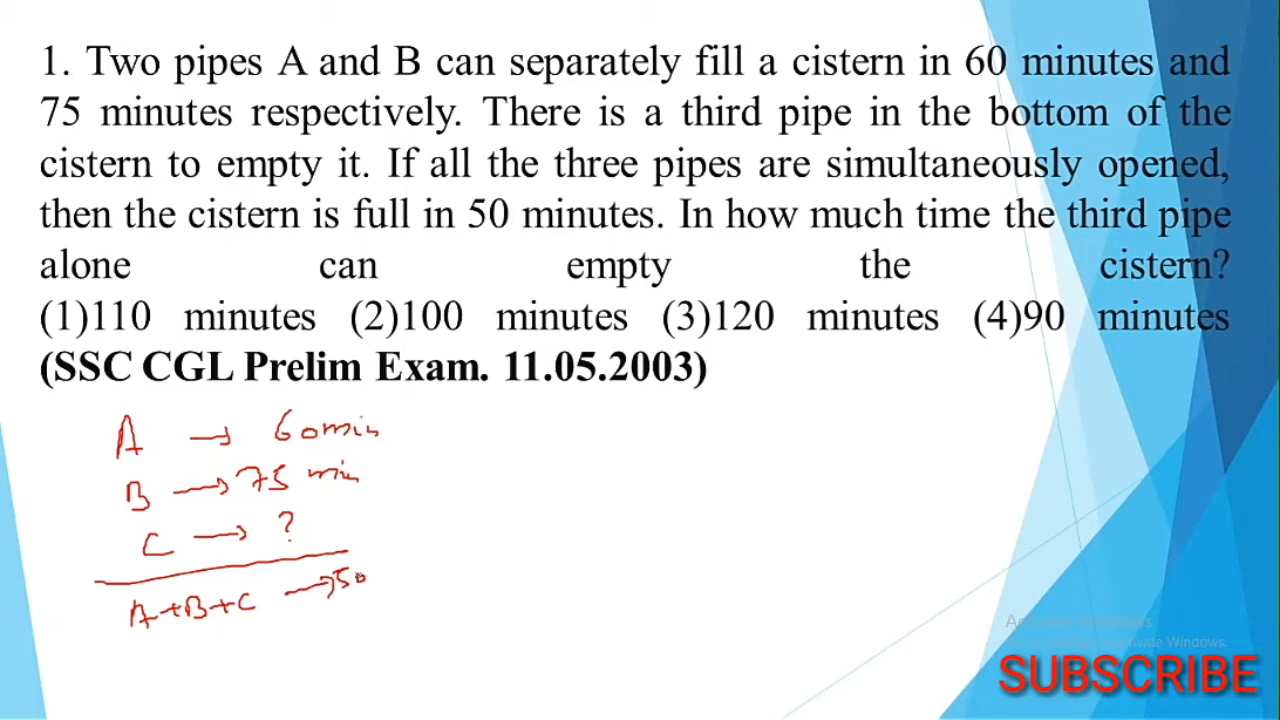 1. Two pipes A and B can separately fill a cistern in 60 minutes and
75 minutes respectively. There is a third pipe in the bottom of the
cistern to empty it. If all the three pipes are simultaneously opened,
then the cistern is full in 50 minutes. In how much time the third pipe
alone can empty the cistern?
(1)110 minutes (2)100 minutes (3)120 minutes (4)90 minutes
(SSC CGL Prelim Exam. 11.05.2003)
A → 60 min
B → 75 min
C → ?
A+B+C → 50
Activate Windows
SUBSCRIBE